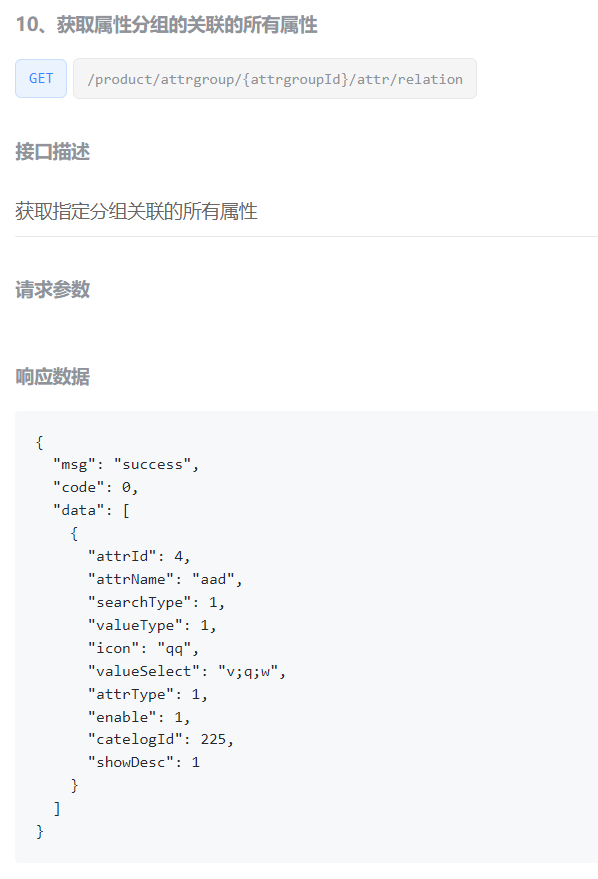 10、获取属性分组的关联的所有属性
GET /product/attrgroup/{attrgroupId}/attr/relation
接口描述
获取指定分组关联的所有属性
请求参数
响应数据
{
  "msg": "success",
  "code": 0,
  "data": [
    {
      "attrId": 4,
      "attrName": "aad",
      "searchType": 1,
      "valueType": 1,
      "icon": "qq",
      "valueSelect": "v;q;w",
      "attrType": 1,
      "enable": 1,
      "catelogId": 225,
      "showDesc": 1
    }
  ]
}